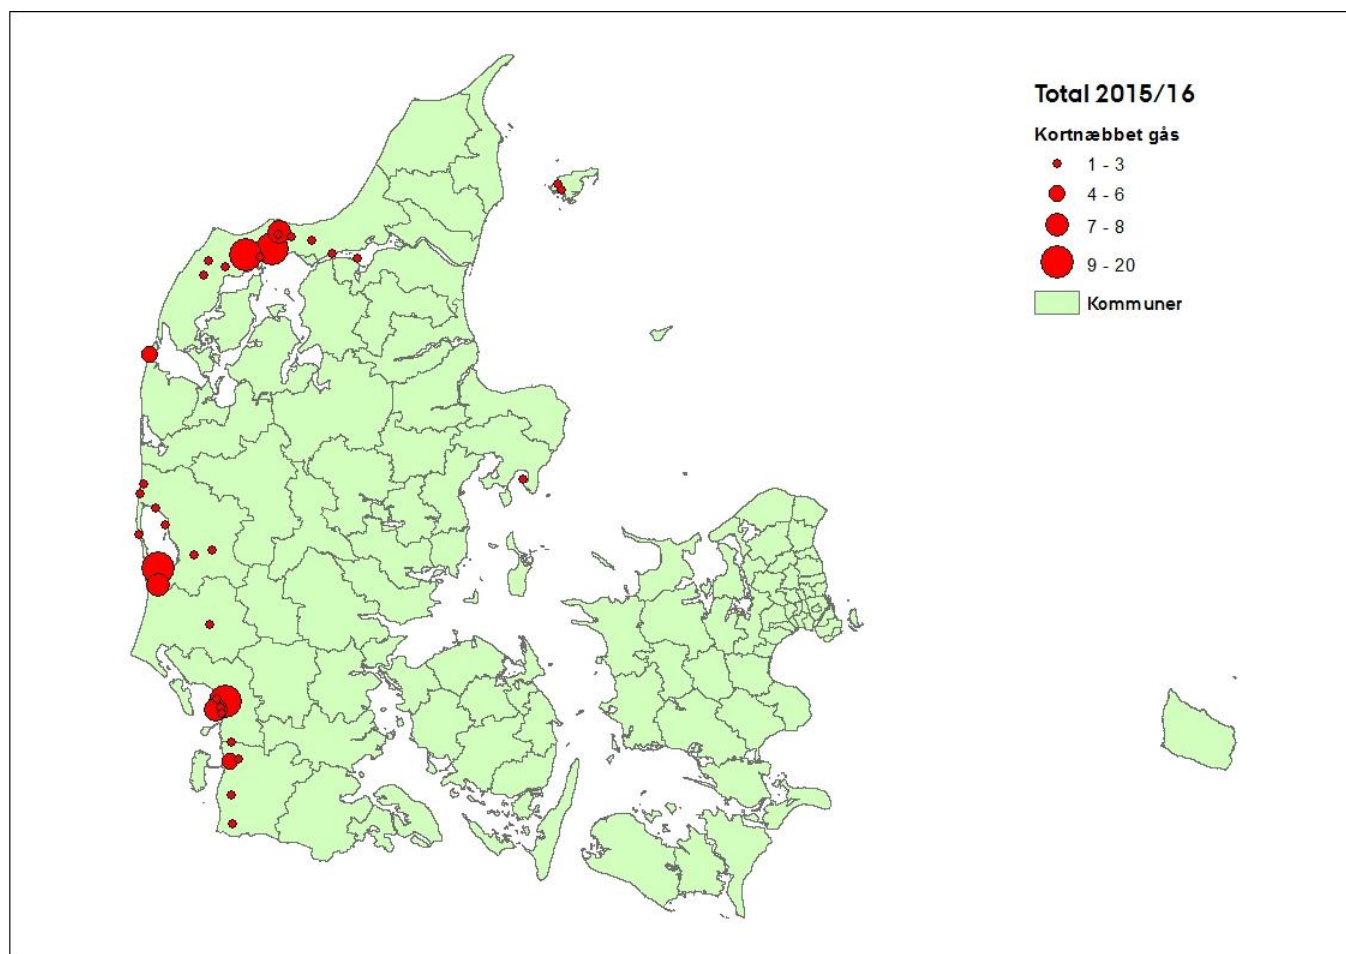 Total 2015/16
Kortnæbbet gås
1 - 3
4 - 6
7 - 8
9 - 20
Kommuner